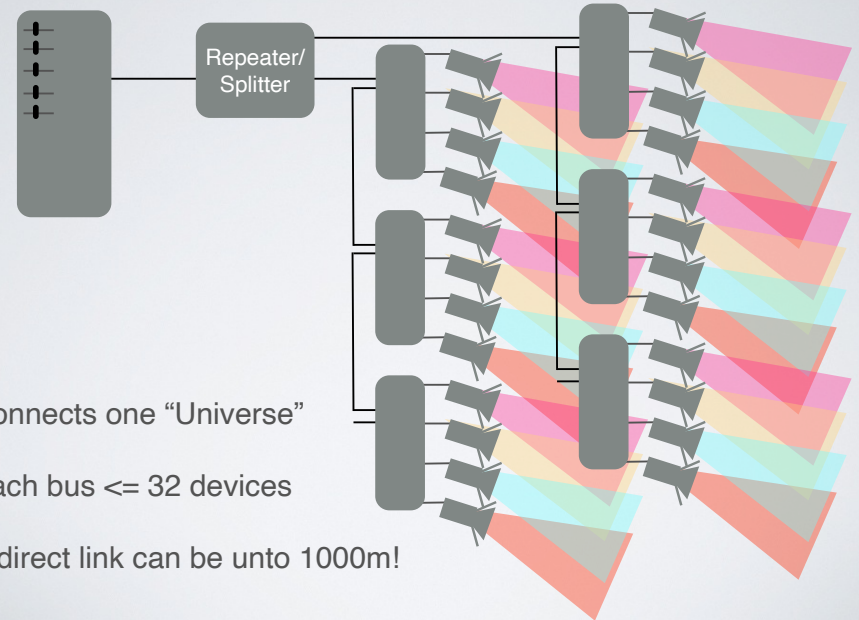 Repeater/
Splitter
onnects one “Universe”
ach bus <= 32 devices
direct link can be unto 1000m!